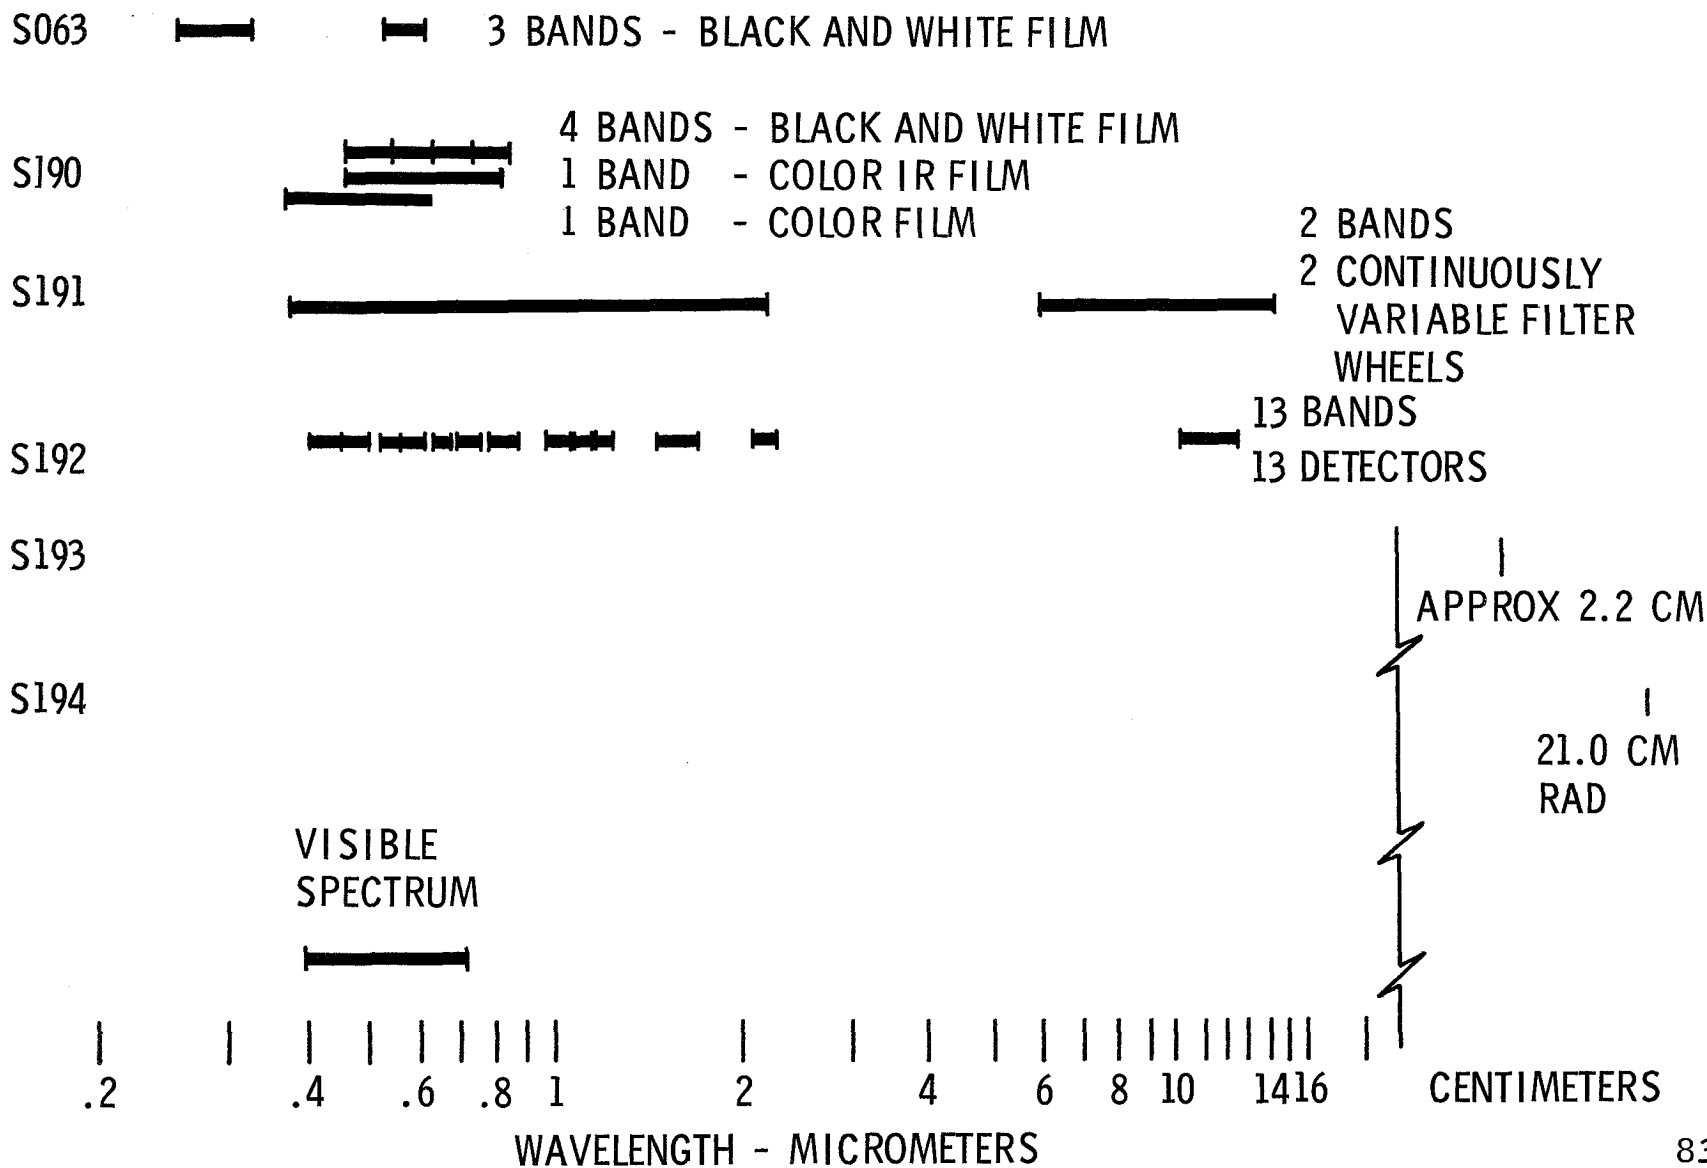 S063 3 BANDS - BLACK AND WHITE FILM
4 BANDS - BLACK AND WHITE FILM
S190 1 BAND - COLOR IR FILM
1 BAND - COLOR FILM
2 BANDS
S191 2 CONTINUOUSLY
VARIABLE FILTER
WHEELS
13 BANDS
S192 13 DETECTORS
S193
APPROX 2.2 CM
S194
21.0 CM
RAD
VISIBLE
SPECTRUM
.2 .4 .6 .8 1 2 4 6 8 10 14 16 CENTIMETERS
WAVELENGTH - MICROMETERS